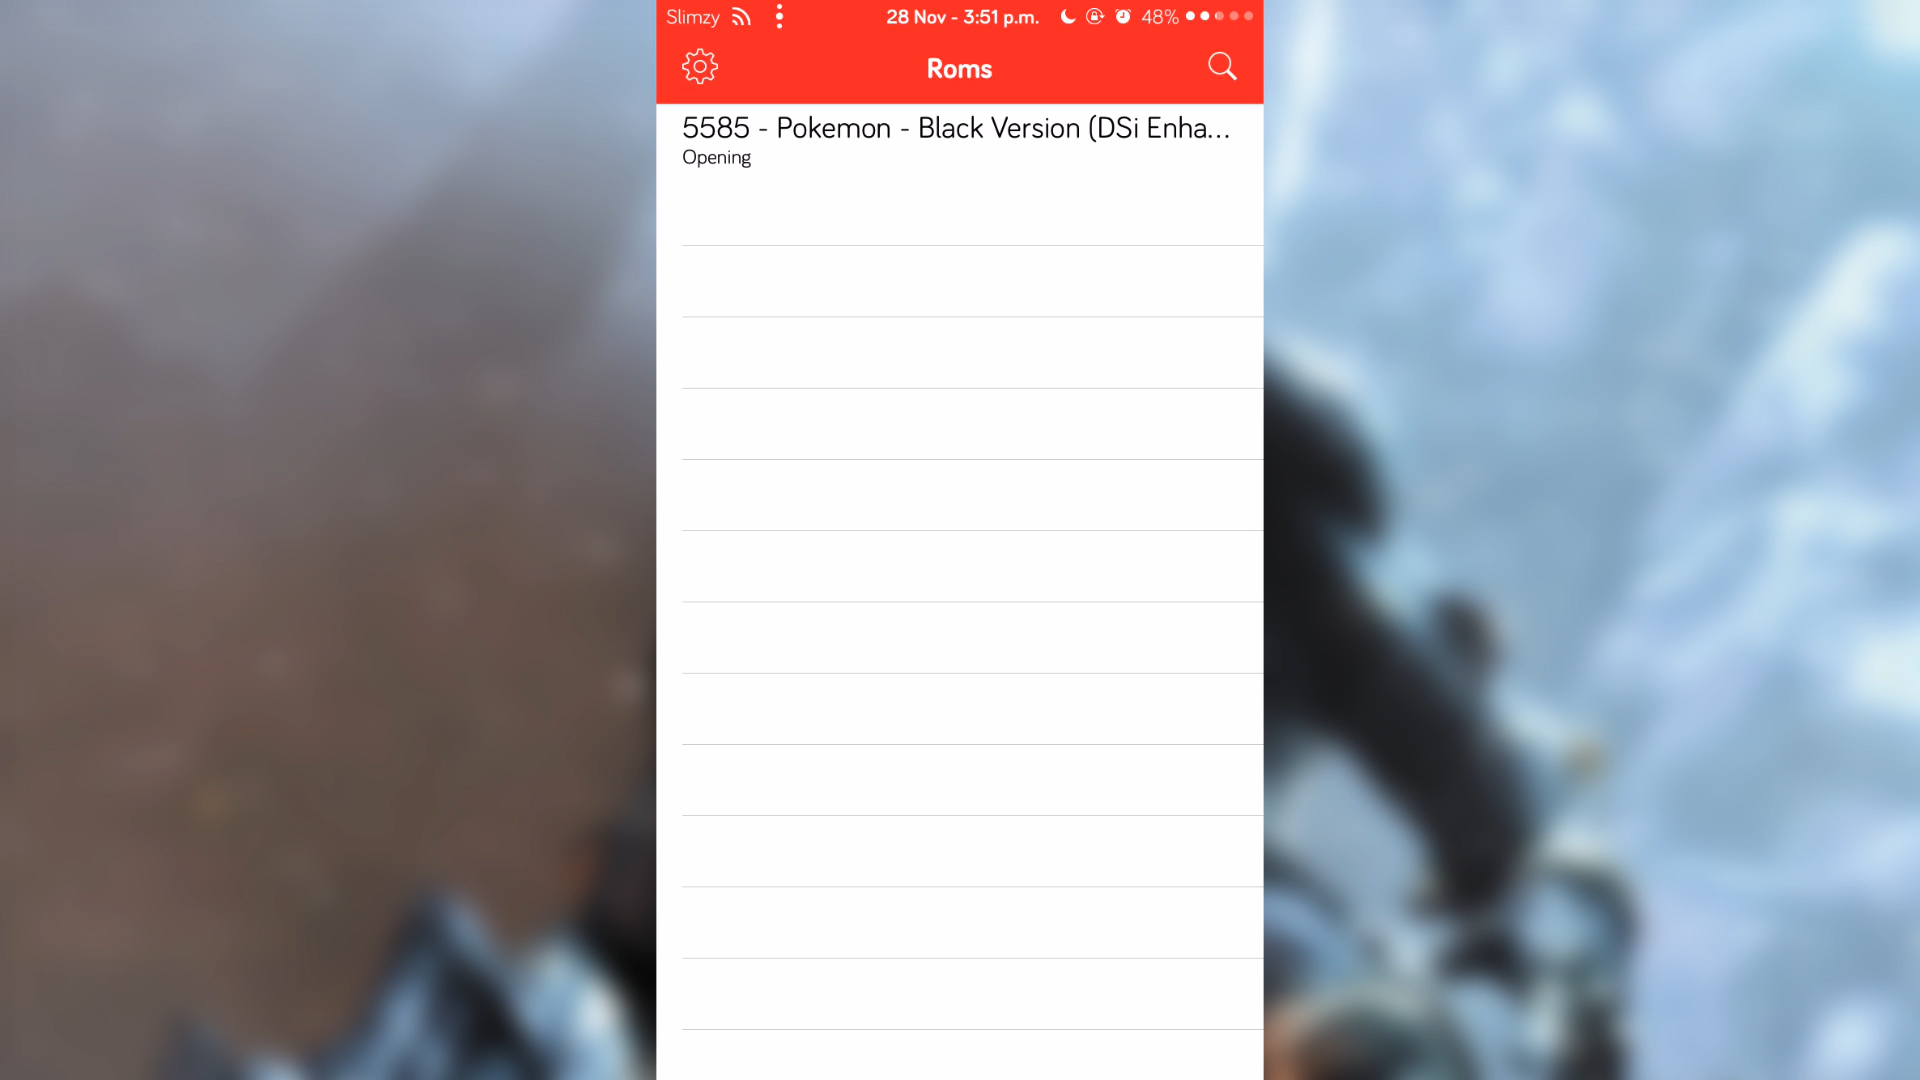 Slimzy 28 Nov - 3:51 p.m. 48%
Roms
5585 - Pokemon - Black Version (DSi Enha...
Opening